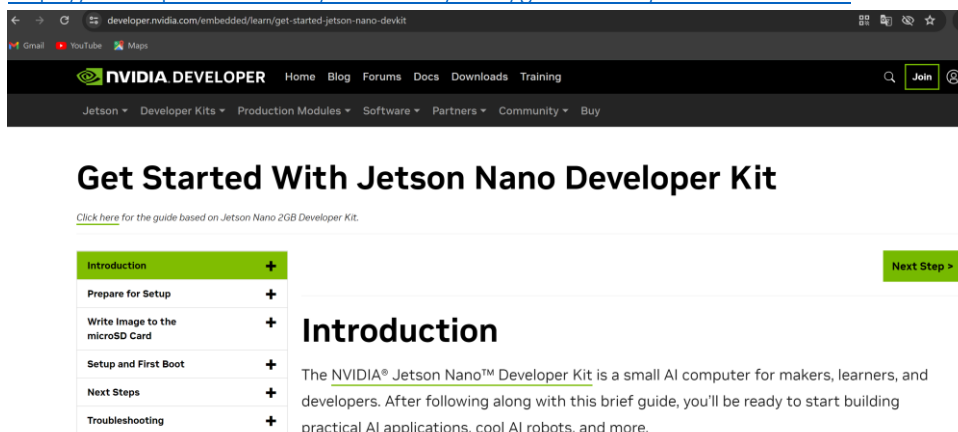 developer.nvidia.com/embedded/learn/get-started-jetson-nano-devkit
Gmail YouTube Maps
NVIDIA. DEVELOPER Home Blog Forums Docs Downloads Training Join
Jetson Developer Kits Production Modules Software Partners Community Buy
Get Started With Jetson Nano Developer Kit
Click here for the guide based on Jetson Nano 2GB Developer Kit.
Introduction
Next Step >
Prepare for Setup
Write Image to the
microSD Card
Setup and First Boot
Next Steps
Troubleshooting
Introduction
The NVIDIA® Jetson Nano™ Developer Kit is a small AI computer for makers, learners, and
developers. After following along with this brief guide, you'll be ready to start building
practical AI applications, cool AI robots, and more.